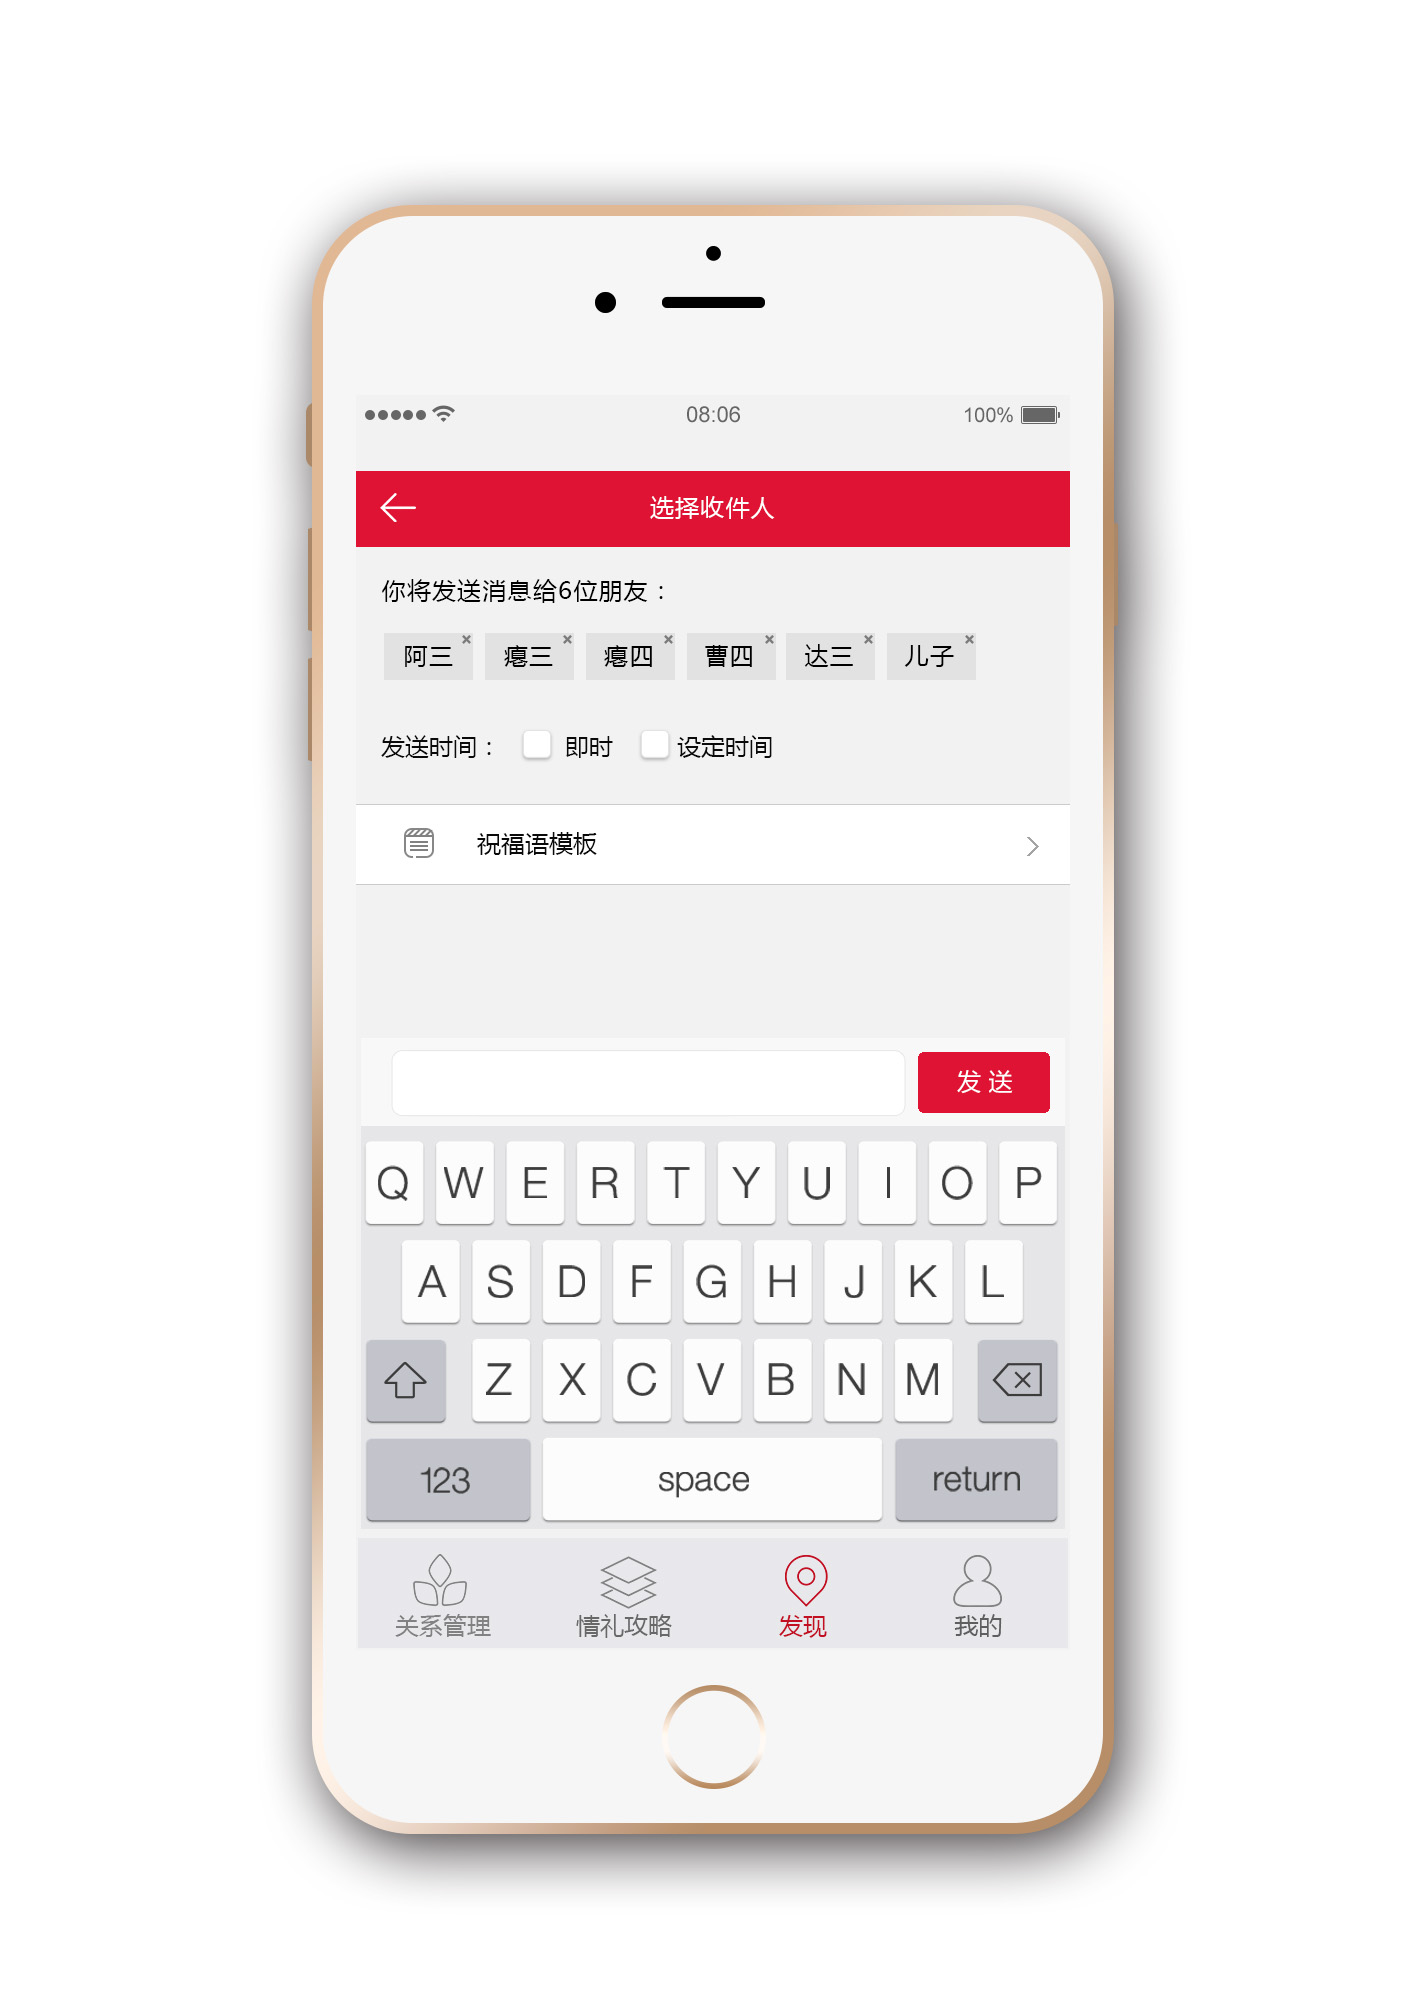 08:06 100%
选择收件人
你将发送消息给6位朋友：
阿三 瘪三 瘪四 曹四 达三 儿子
发送时间： 即时 设定时间
祝福语模板
发送
Q W E R T Y U I O P
A S D F G H J K L
Z X C V B N M
123 space return
关系管理 情礼攻略 发现 我的